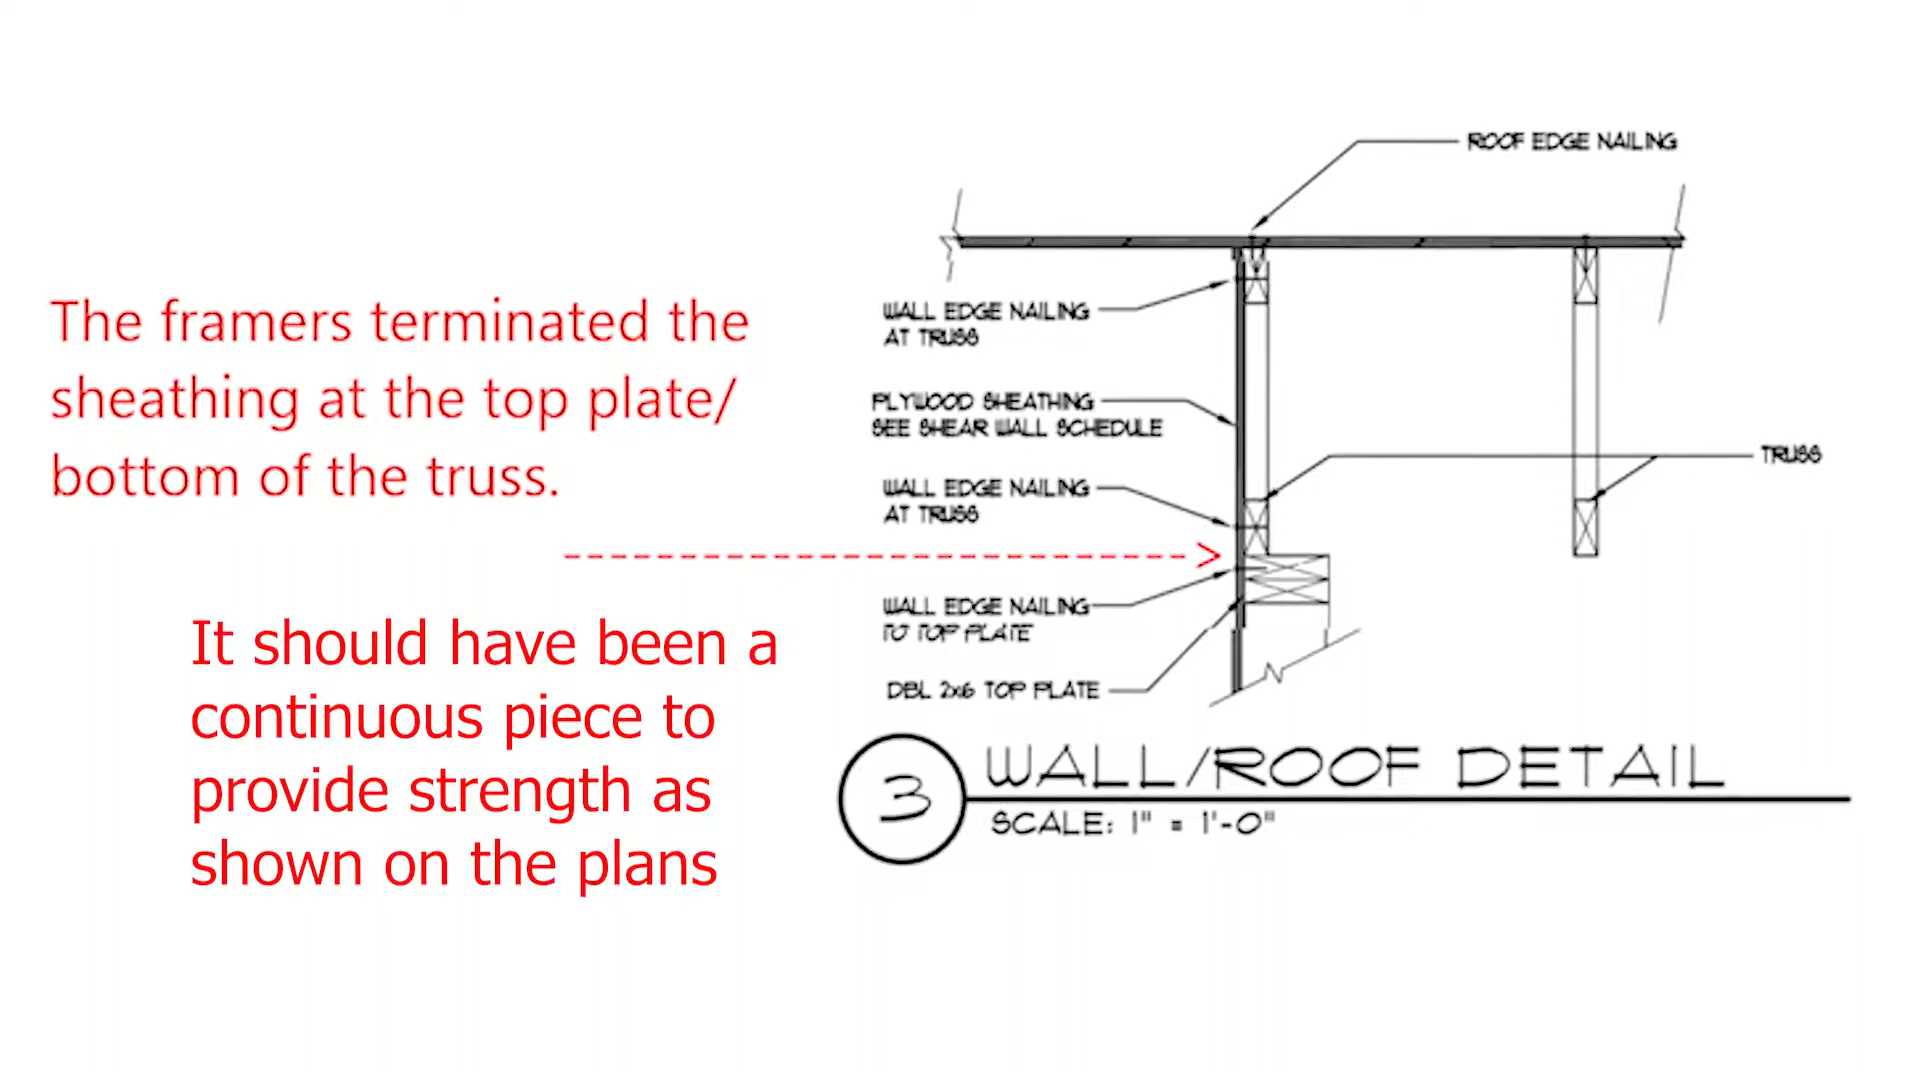 The framers terminated the
sheathing at the top plate/
bottom of the truss.
It should have been a
continuous piece to
provide strength as
shown on the plans
ROOF EDGE NAILING
WALL EDGE NAILING
AT TRUSS
PLYWOOD SHEATHING
SEE SHEAR WALL SCHEDULE
TRUSS
WALL EDGE NAILING
AT TRUSS
WALL EDGE NAILING
TO TOP PLATE
DBL 2x6 TOP PLATE
3
WALL/ROOF DETAIL
SCALE: 1" = 1'-0"